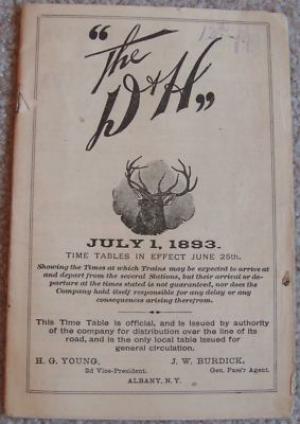 "The
D & H"
JULY 1, 1893.
TIME TABLES IN EFFECT JUNE 25th.
Showing the Times at which Trains may be expected to arrive at
and depart from the several Stations, but their arrival or de-
parture at the times stated is not guaranteed, nor does the
Company hold itself responsible for any delay or any
consequences arising therefrom.
This Time Table is official, and is issued by authority
of the company for distribution over the line of its
road, and is the only local table issued for
general circulation.
H. G. YOUNG, J. W. BURDICK,
2d Vice-President. Gen. Pass'r Agent.
ALBANY, N. Y.